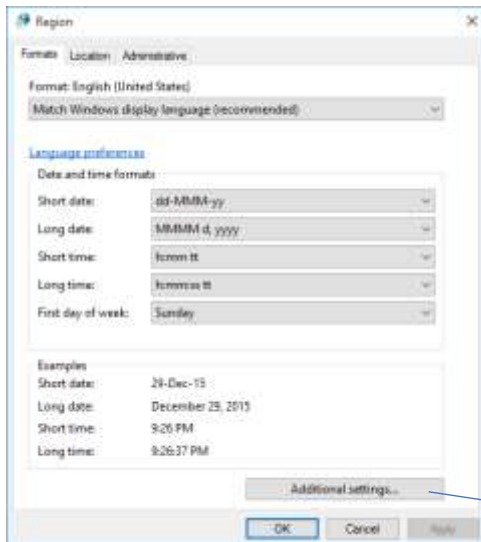 Region
Formats Location Administrative
Format: English (United States)
Match Windows display language (recommended)
Language preferences
Date and time formats
Short date: dd-MMM-yy
Long date: MMMM d, yyyy
Short time: h:mm tt
Long time: h:mm:ss tt
First day of week: Sunday
Examples
Short date: 29-Dec-15
Long date: December 29, 2015
Short time: 9:26 PM
Long time: 9:26:37 PM
Additional settings...
OK Cancel Apply